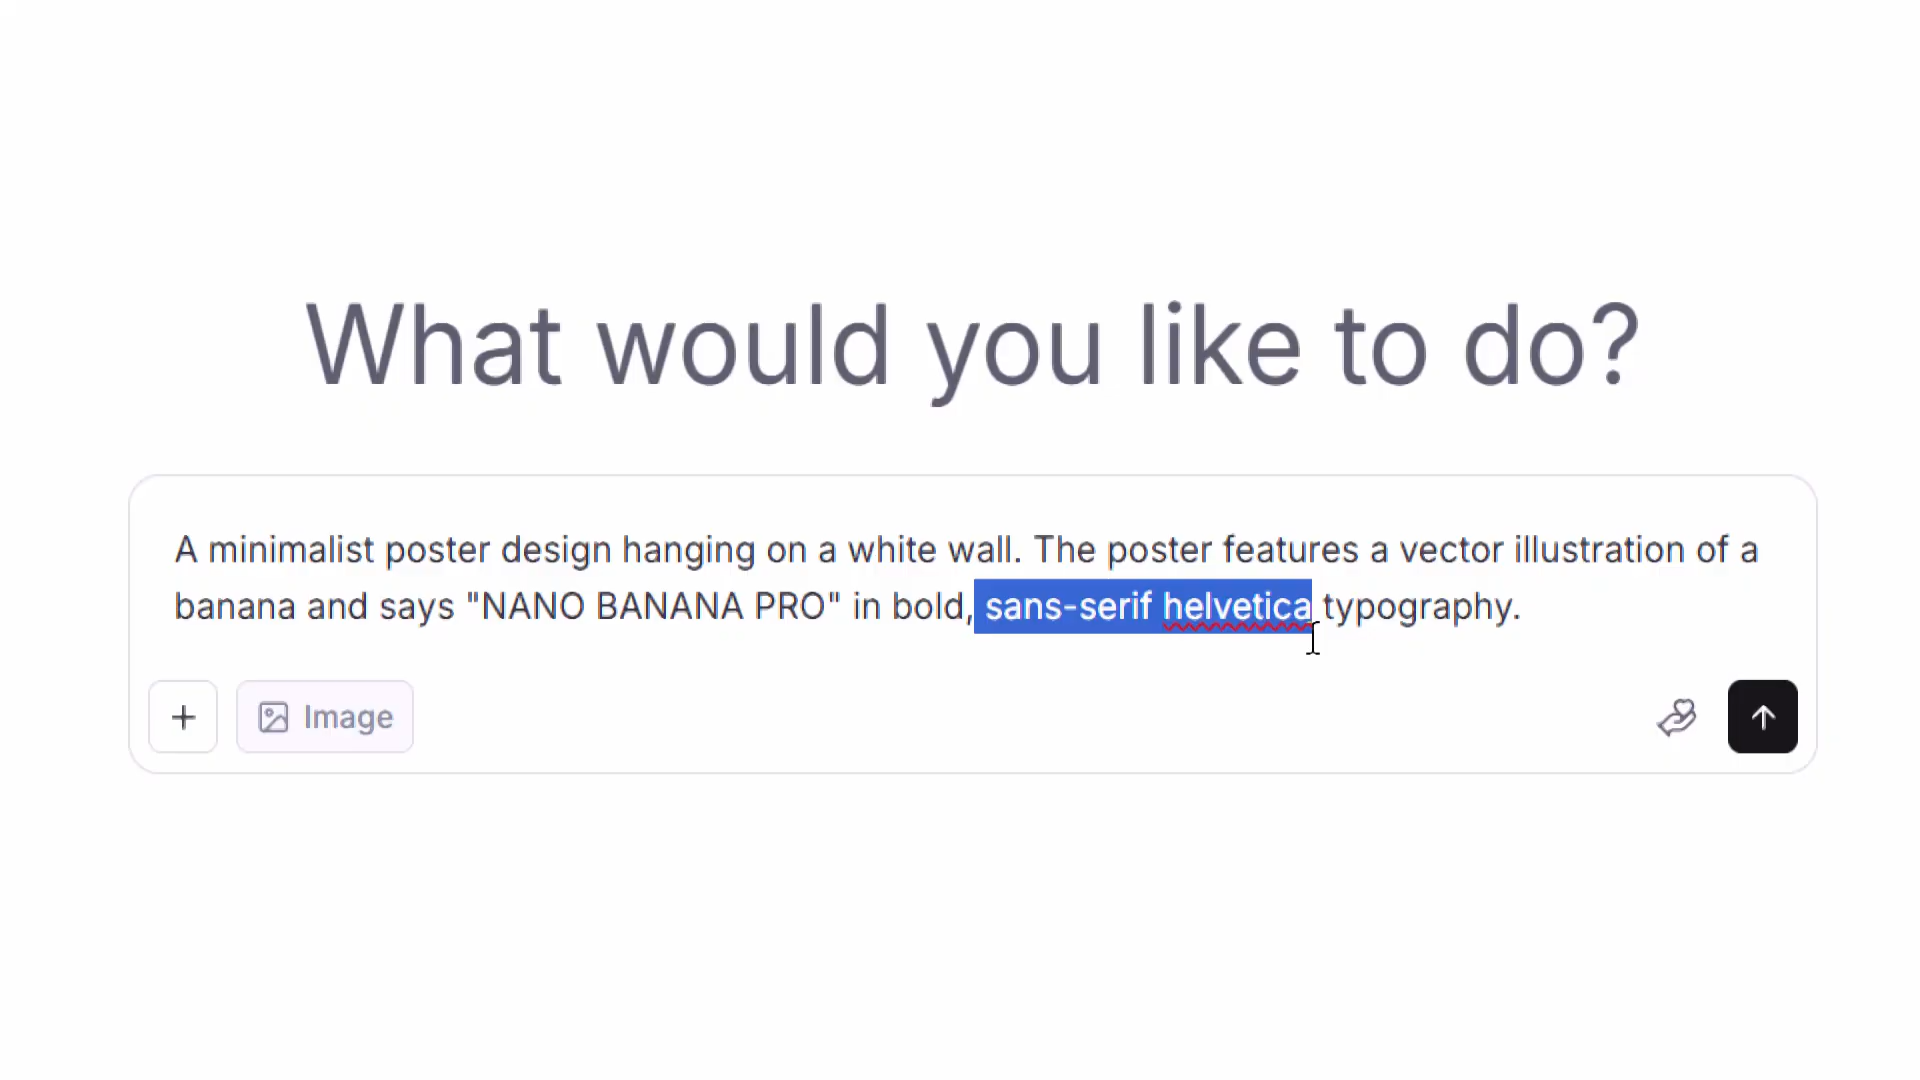 What would you like to do?
A minimalist poster design hanging on a white wall. The poster features a vector illustration of a
banana and says "NANO BANANA PRO" in bold, sans-serif helvetica typography.
Image